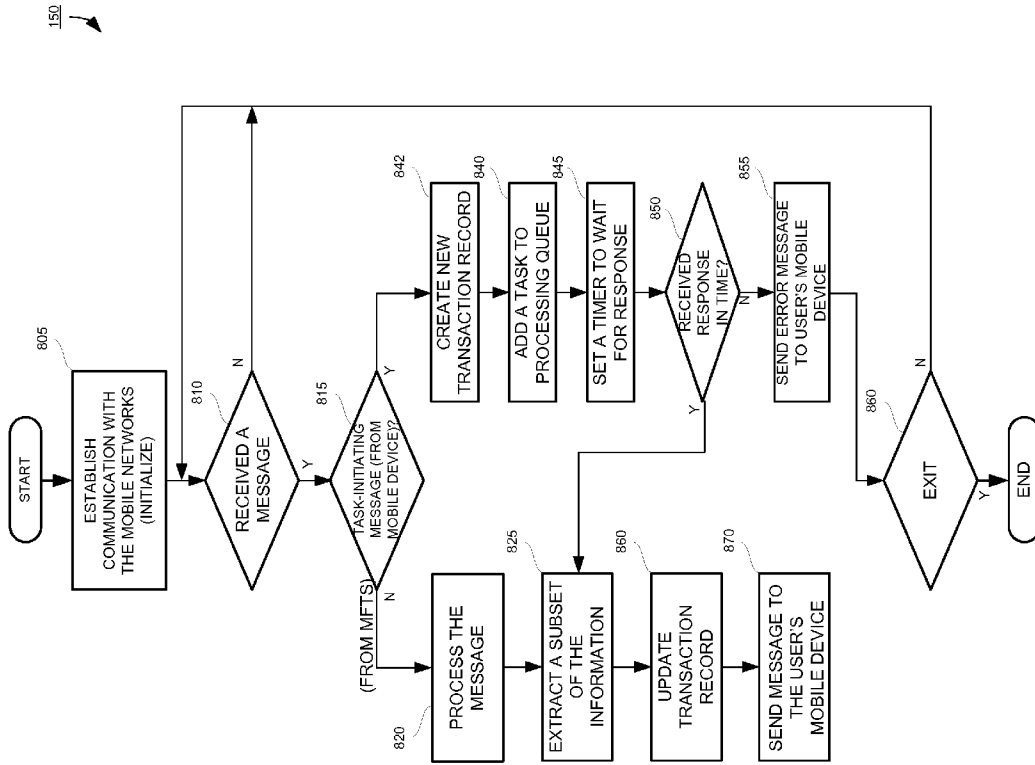 150
START
805
ESTABLISH
COMMUNICATION WITH
THE MOBILE NETWORKS
(INITIALIZE)
810
RECEIVED A
MESSAGE
N
Y
815
TASK-INITIATING
MESSAGE (FROM
MOBILE DEVICE)?
(FROM MFTS)
N
Y
820
PROCESS THE
MESSAGE
825
EXTRACT A SUBSET
OF THE
INFORMATION
860
UPDATE
TRANSACTION
RECORD
870
SEND MESSAGE TO
THE USER'S
MOBILE DEVICE
842
CREATE NEW
TRANSACTION RECORD
840
ADD A TASK TO
PROCESSING QUEUE
845
SET A TIMER TO WAIT
FOR RESPONSE
850
RECEIVED
RESPONSE
IN TIME?
Y
N
855
SEND ERROR MESSAGE
TO USER'S MOBILE
DEVICE
860
EXIT
N
Y
END